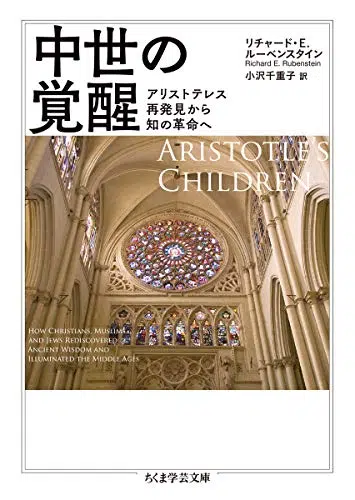 中世の
覚醒
リチャード・E.
ルーベンスタイン
Richard E. Rubenstein
小沢千重子 訳
アリストテレス
再発見から
知の革命へ
ARISTOTLE'S
CHILDREN
HOW CHRISTIANS, MUSLIMS,
AND JEWS REDISCOVERED
ANCIENT WISDOM AND
ILLUMINATED THE MIDDLE AGES
ちくま学芸文庫